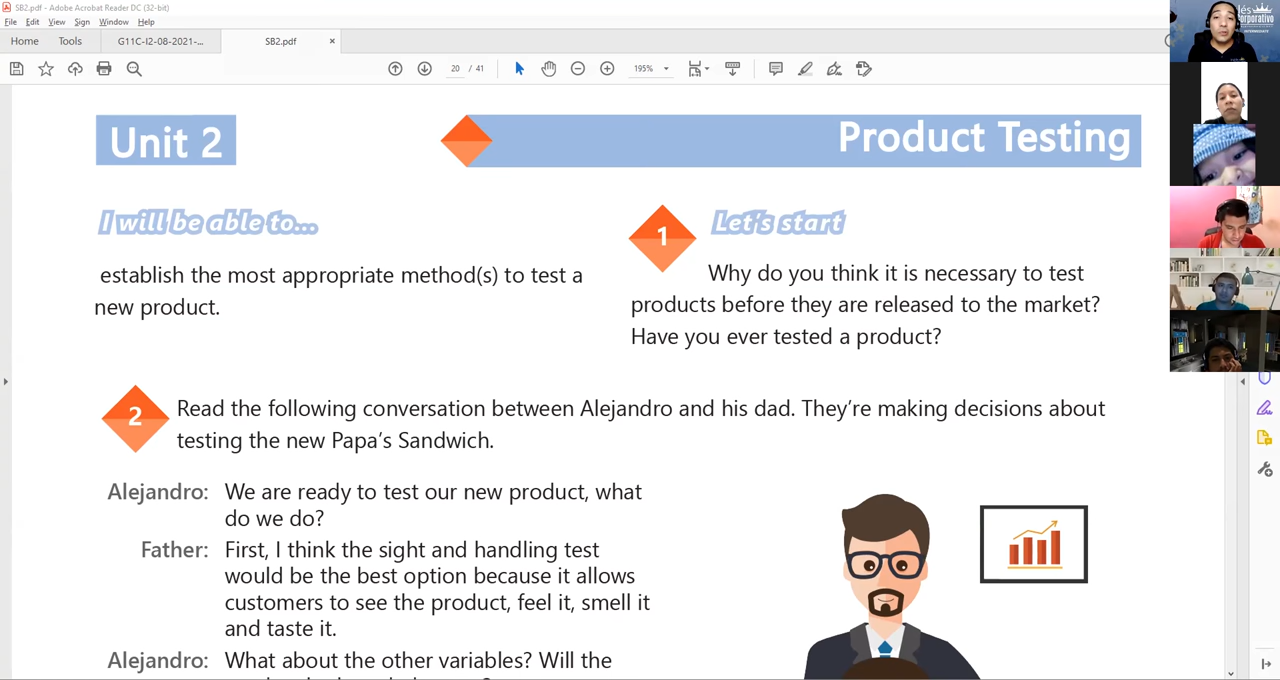 SB2.pdf - Adobe Acrobat Reader DC (32-bit)
File Edit View Sign Window Help
Home Tools G11C-I2-08-2021-... SB2.pdf ×
20 / 41 195%
Unit 2
Product Testing
I will be able to...
establish the most appropriate method(s) to test a
new product.
1
Let's start
Why do you think it is necessary to test
products before they are released to the market?
Have you ever tested a product?
2
Read the following conversation between Alejandro and his dad. They're making decisions about
testing the new Papa's Sandwich.
Alejandro: We are ready to test our new product, what
do we do?
Father: First, I think the sight and handling test
would be the best option because it allows
customers to see the product, feel it, smell it
and taste it.
Alejandro: What about the other variables? Will the